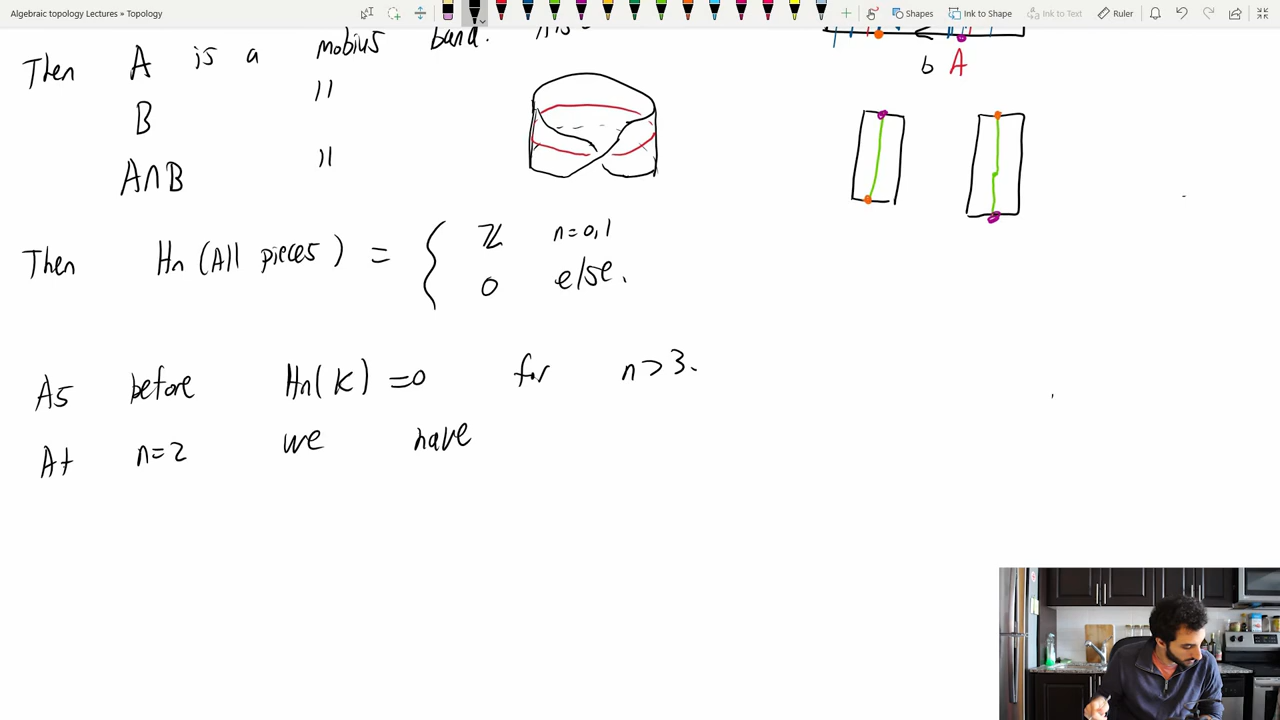 Algebraic topology Lectures » Topology
Shapes
Ink to Shape
Ink to Text
Ruler
Then A is a mobius band.
B "
A∩B "
b A
Then Hn (All pieces) = { ℤ n=0,1
0 else.
As before Hn(K) =0 for n>3.
At n=2 we have